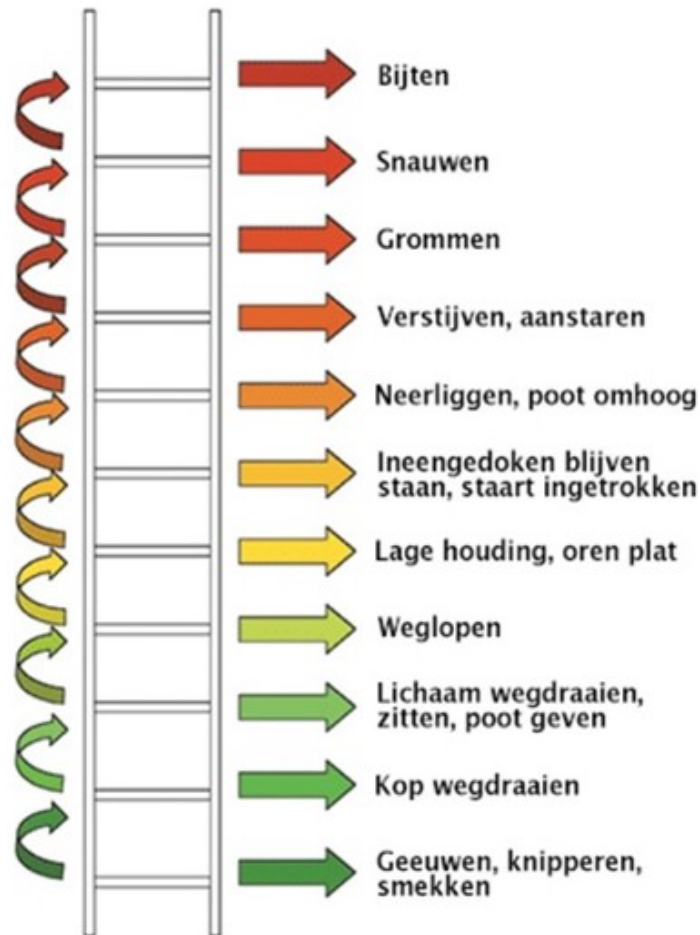 Bijten
Snauwen
Grommen
Verstijven, aanstaren
Neerliggen, poot omhoog
Ineengedoken blijven
staan, staart ingetrokken
Lage houding, oren plat
Weglopen
Lichaam wegdraaien,
zitten, poot geven
Kop wegdraaien
Geeuwen, knipperen,
smekken